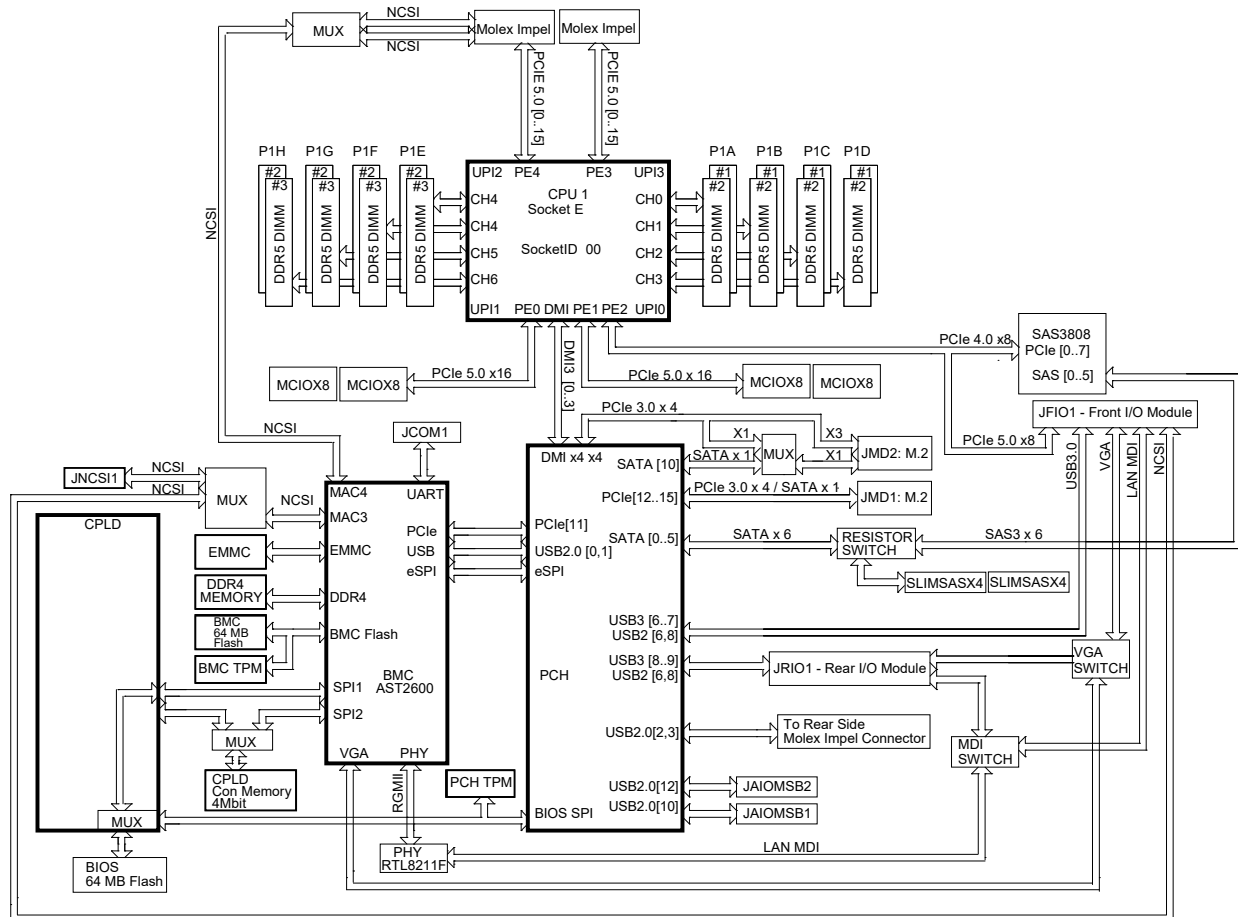 NCSI
MUX
NCSI
Molex Impel
Molex Impel
PCIE 5.0 [0..15]
PCIE 5.0 [0..15]
P1H
P1G
P1F
P1E
#2
#3
DDR5 DIMM
#2
#3
DDR5 DIMM
#2
#3
DDR5 DIMM
#2
#3
DDR5 DIMM
UPI2
PE4
PE3
UPI3
CPU 1
Socket E
SocketID 00
CH4
CH4
CH5
CH6
CH0
CH1
CH2
CH3
UPI1
PE0
DMI
PE1
PE2
UPI0
P1A
P1B
P1C
P1D
#1
#2
DDR5 DIMM
#1
#2
DDR5 DIMM
#1
#2
DDR5 DIMM
#1
#2
DDR5 DIMM
NCSI
PCIe 5.0 x16
MCIOX8
MCIOX8
DMI3 [0..3]
PCIe 5.0 x 16
MCIOX8
MCIOX8
PCIe 4.0 x8
SAS3808
PCIe [0..7]
SAS [0..5]
JFIO1 - Front I/O Module
PCIe 5.0 x8
USB3.0
VGA
LAN MDI
NCSI
NCSI
JCOM1
PCIe 3.0 x 4
X1
X3
SATA x 1
MUX
X1
JMD2: M.2
PCIe 3.0 x 4 / SATA x 1
JMD1: M.2
SATA x 6
RESISTOR
SWITCH
SAS3 x 6
SLIMSASX4
SLIMSASX4
JNCSI1
NCSI
NCSI
MUX
NCSI
CPLD
EMMC
DDR4
MEMORY
BMC
64 MB
Flash
BMC TPM
MUX
CPLD
Con Memory
4Mbit
MUX
BIOS
64 MB Flash
MAC4
UART
MAC3
PCIe
EMMC
USB
eSPI
DDR4
BMC Flash
BMC
AST2600
SPI1
SPI2
VGA
PHY
RGMII
PHY
RTL8211F
PCH TPM
DMI x4 x4
SATA [10]
PCIe[12..15]
PCIe[11]
SATA [0..5]
USB2.0 [0,1]
eSPI
USB3 [6..7]
USB2 [6,8]
USB3 [8..9]
USB2 [6,8]
PCH
USB2.0[2,3]
USB2.0[12]
USB2.0[10]
BIOS SPI
JRIO1 - Rear I/O Module
VGA
SWITCH
To Rear Side
Molex Impel Connector
MDI
SWITCH
JAIOMSB2
JAIOMSB1
LAN MDI